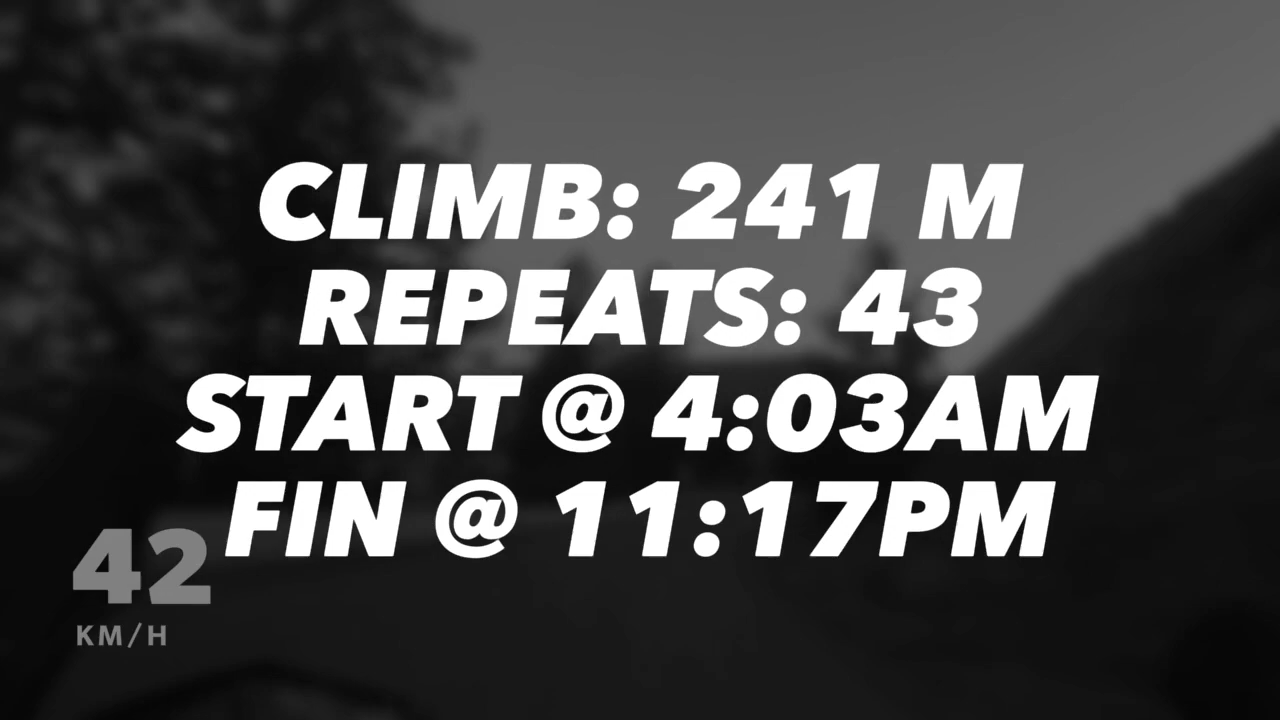 CLIMB: 241 M
REPEATS: 43
START @ 4:03AM
FIN @ 11:17PM
42
KM/H